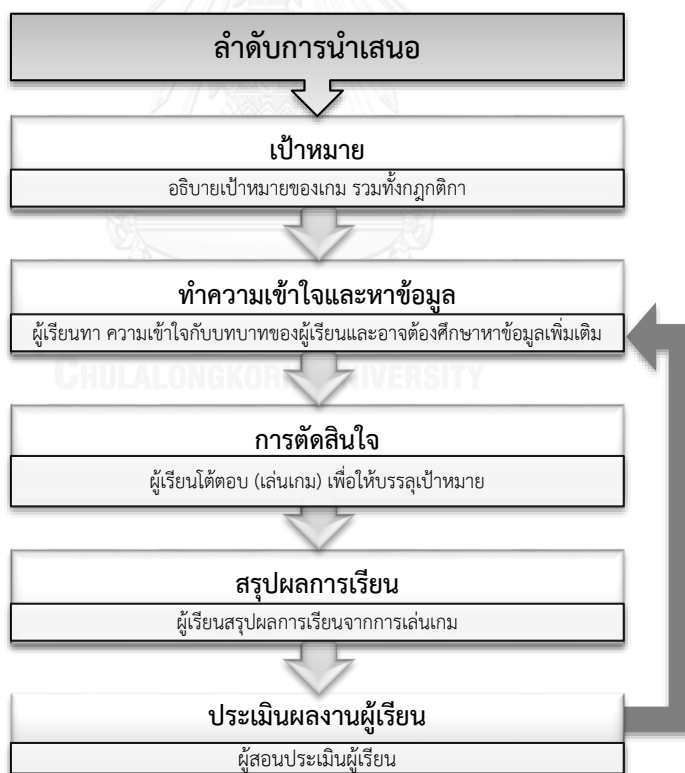 ลำดับการนำเสนอ
เป้าหมาย
อธิบายเป้าหมายของเกม รวมทั้งกฎกติกา
ทำความเข้าใจและหาข้อมูล
ผู้เรียนทา ความเข้าใจกับบทบาทของผู้เรียนและอาจต้องศึกษาหาข้อมูลเพิ่มเติม
CHULALONGKORN UNIVERSITY
การตัดสินใจ
ผู้เรียนโต้ตอบ (เล่นเกม) เพื่อให้บรรลุเป้าหมาย
สรุปผลการเรียน
ผู้เรียนสรุปผลการเรียนจากการเล่นเกม
ประเมินผลงานผู้เรียน
ผู้สอนประเมินผู้เรียน